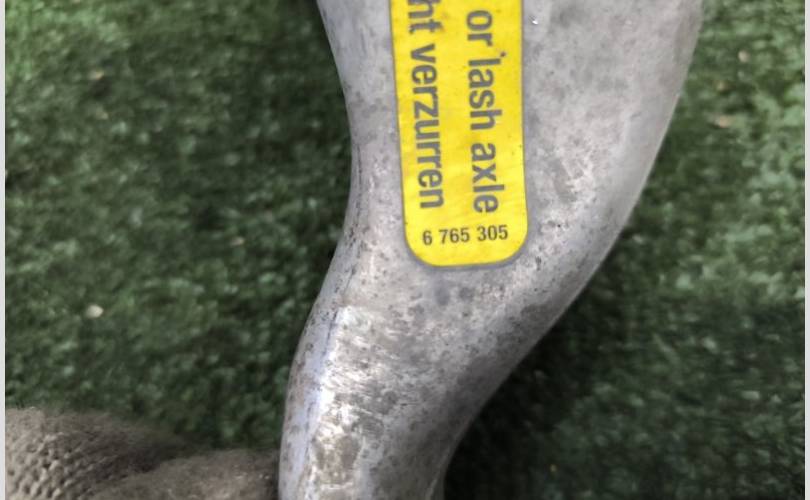 or lash axle
ht verzurren
6 765 305